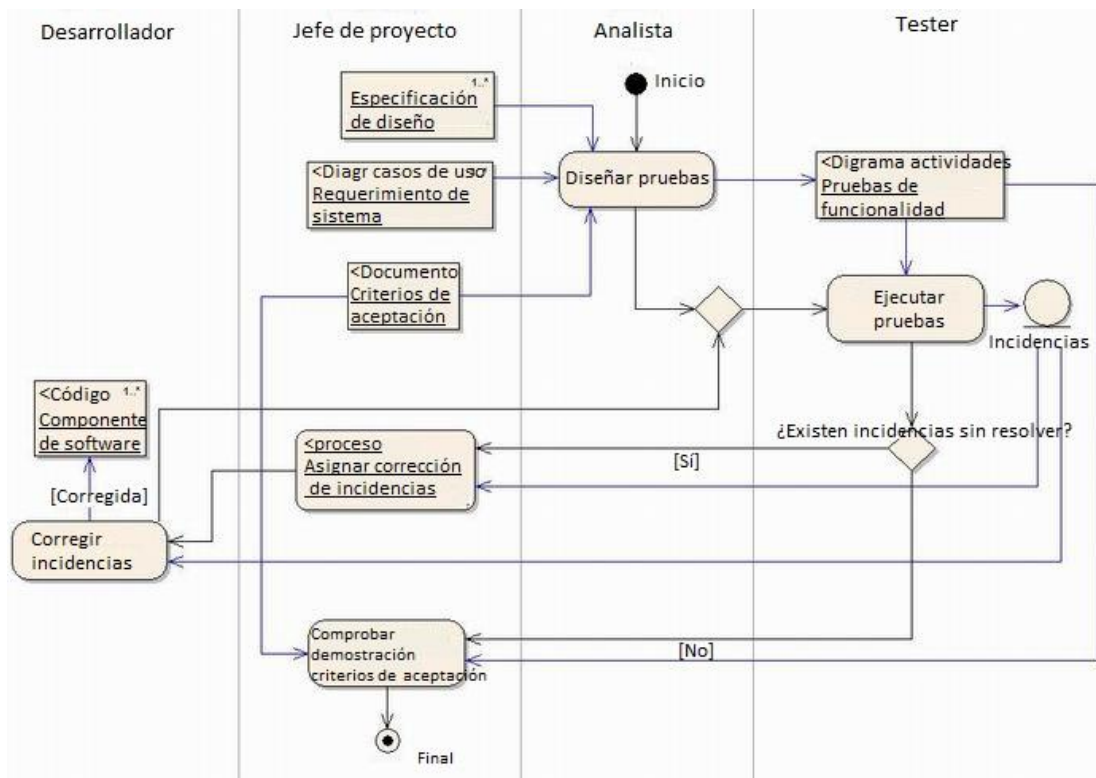 Desarrollador
Jefe de proyecto
Analista
Tester
Inicio
1..*
Especificación
de diseño
<Diagr casos de uso
Requerimiento de
sistema
Diseñar pruebas
<Digrama actividades
Pruebas de
funcionalidad
<Documento
Criterios de
aceptación
Ejecutar
pruebas
Incidencias
<Código 1..*
Componente
de software
¿Existen incidencias sin resolver?
<proceso
Asignar corrección
de incidencias
[Sí]
[Corregida]
Corregir
incidencias
Comprobar
demostración
criterios de aceptación
[No]
Final